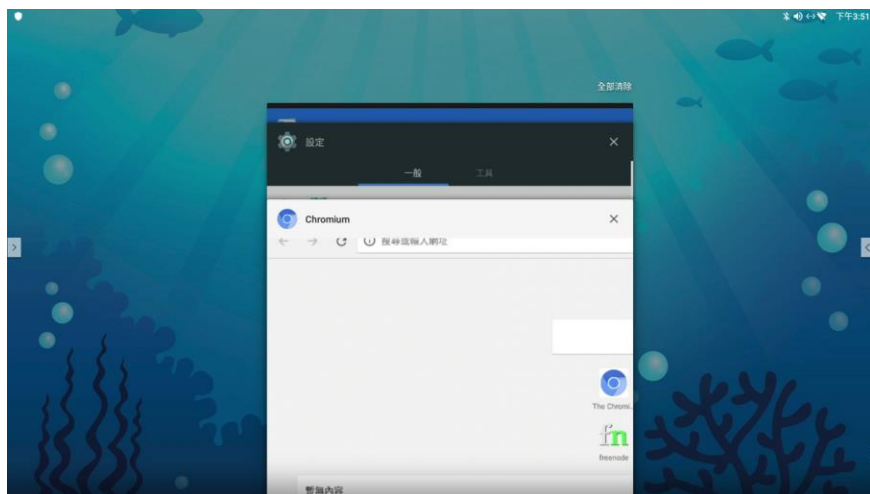 下午3:51
全部清除
設定
一般
工具
Chromium
搜尋或輸入網址
The Chromi...
fn
freenode
暫無內容